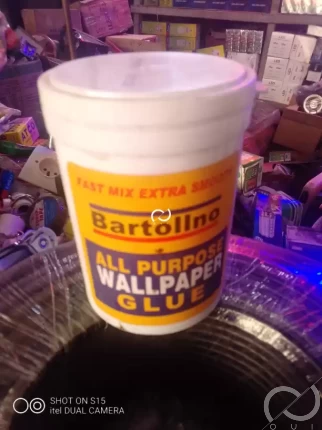 FAST MIX EXTRA SMOOTH
Bartolino
ALL PURPOSE
WALLPAPER
GLUE
SHOT ON S15
itel DUAL CAMERA